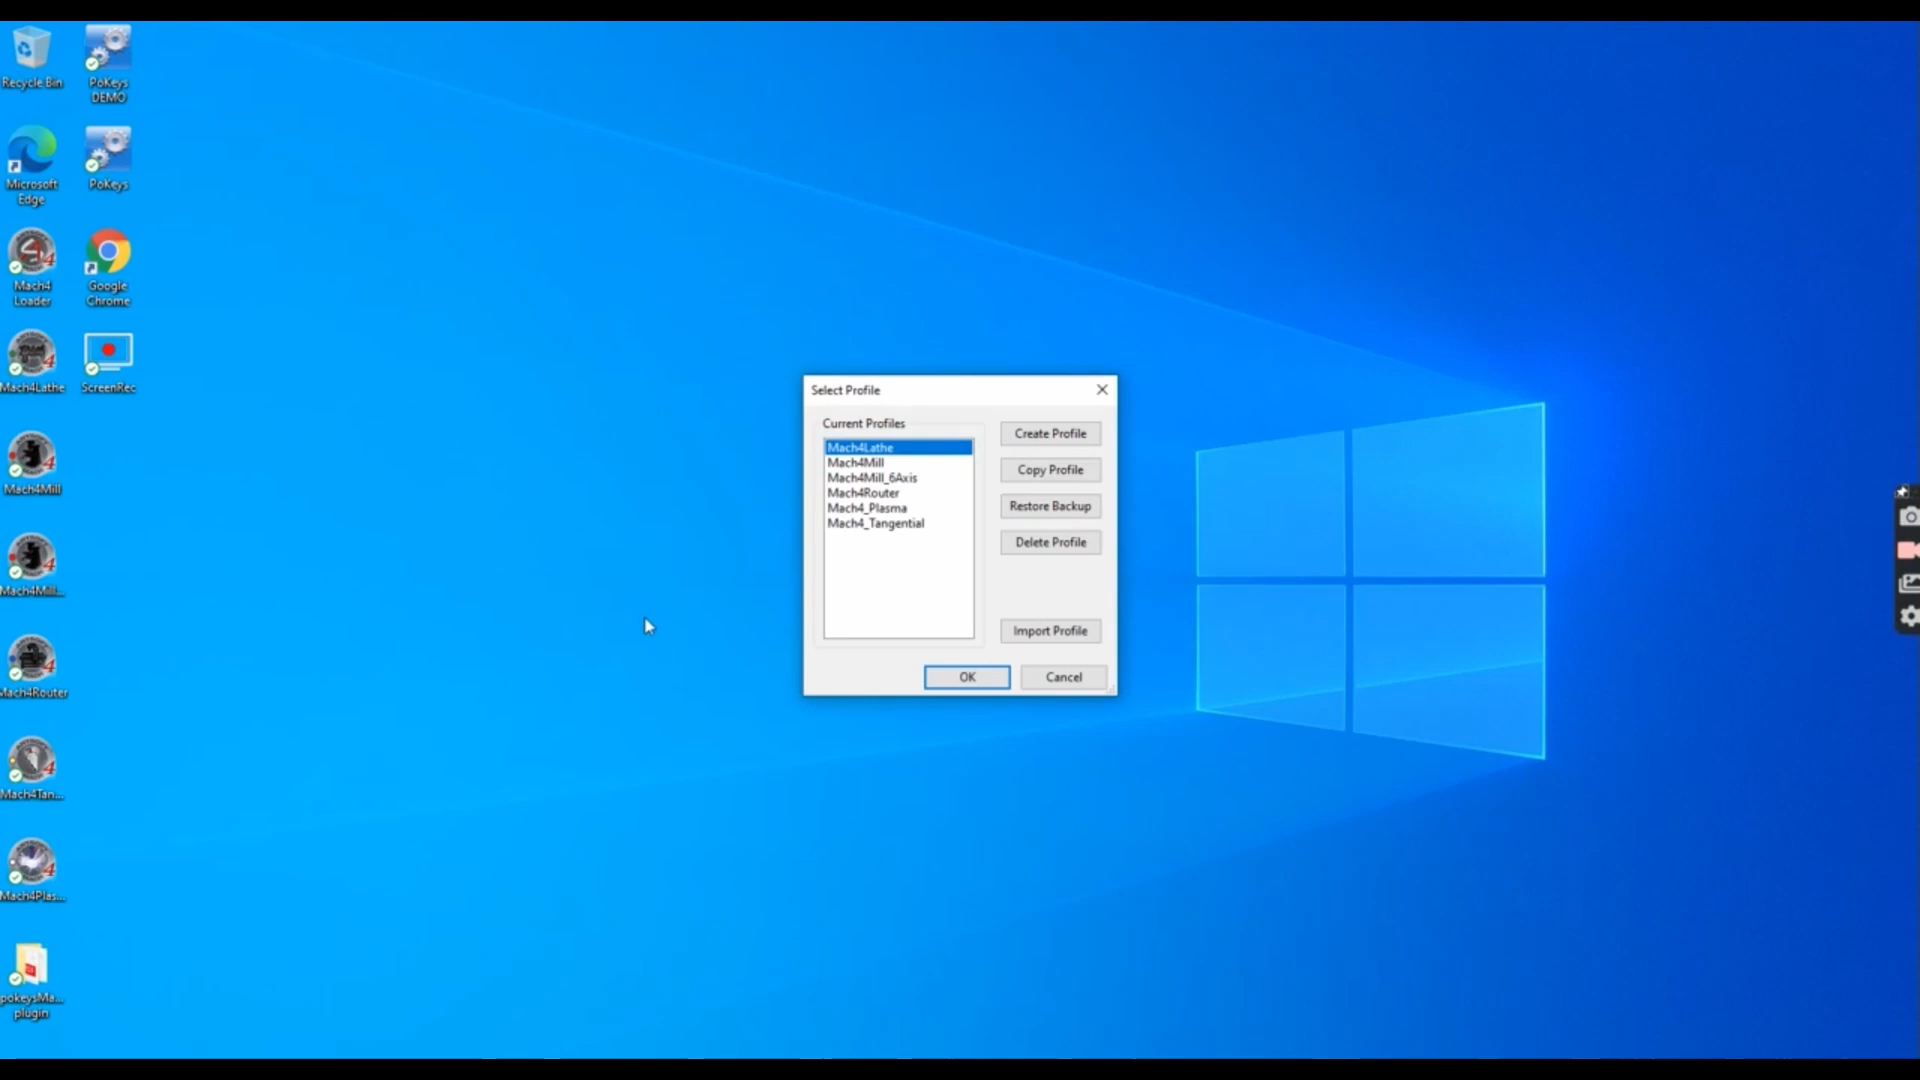 Recycle Bin
PoKeys
DEMO
Microsoft
Edge
PoKeys
Mach4
Loader
Google
Chrome
Mach4Lathe
ScreenRec
Mach4Mill
Mach4Mill...
Mach4Router
Mach4Tan...
Mach4Plas...
pokeysMa...
plugin
Select Profile
Current Profiles
Mach4Lathe
Mach4Mill
Mach4Mill_6Axis
Mach4Router
Mach4_Plasma
Mach4_Tangential
Create Profile
Copy Profile
Restore Backup
Delete Profile
Import Profile
OK
Cancel